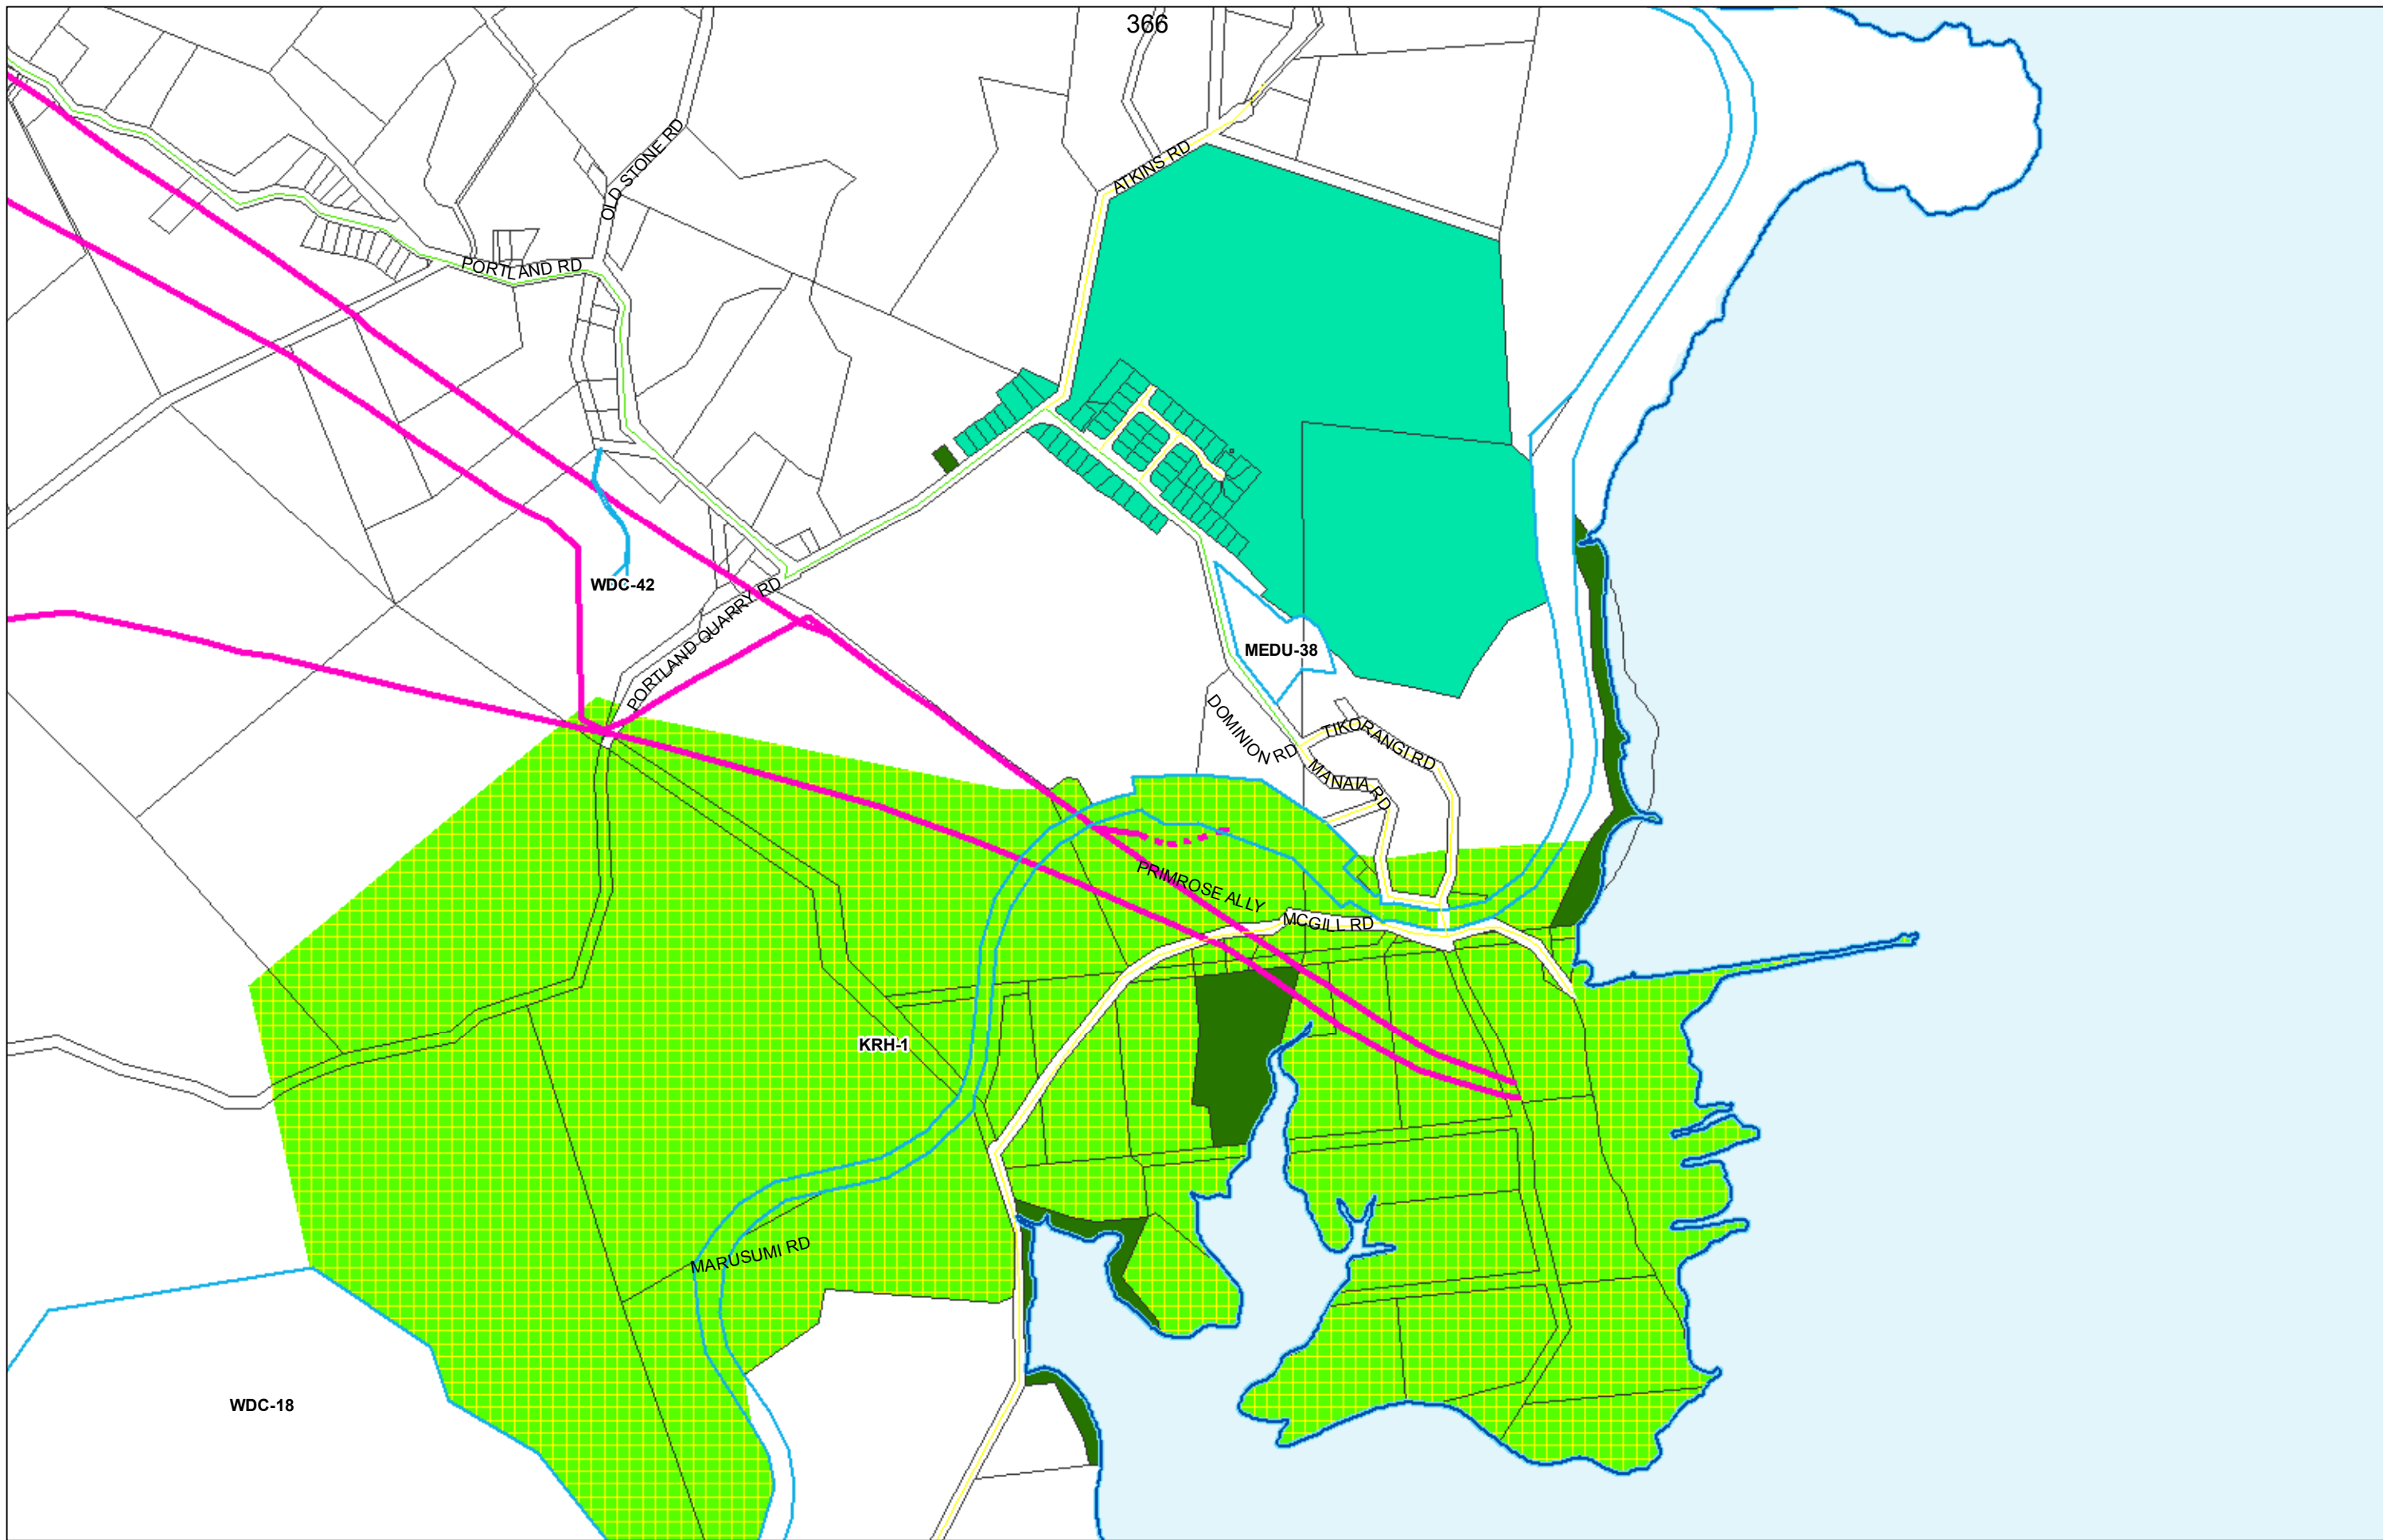 366
ATKINS RD
OLD STONE RD
PORTLAND RD
WDC-42
PORTLAND QUARRY RD
MEDU-38
DOMINION RD
TIKORANGI RD
MANAIA RD
PRIMROSE ALLY
MCGILL RD
KRH-1
MARUSUMI RD
WDC-18